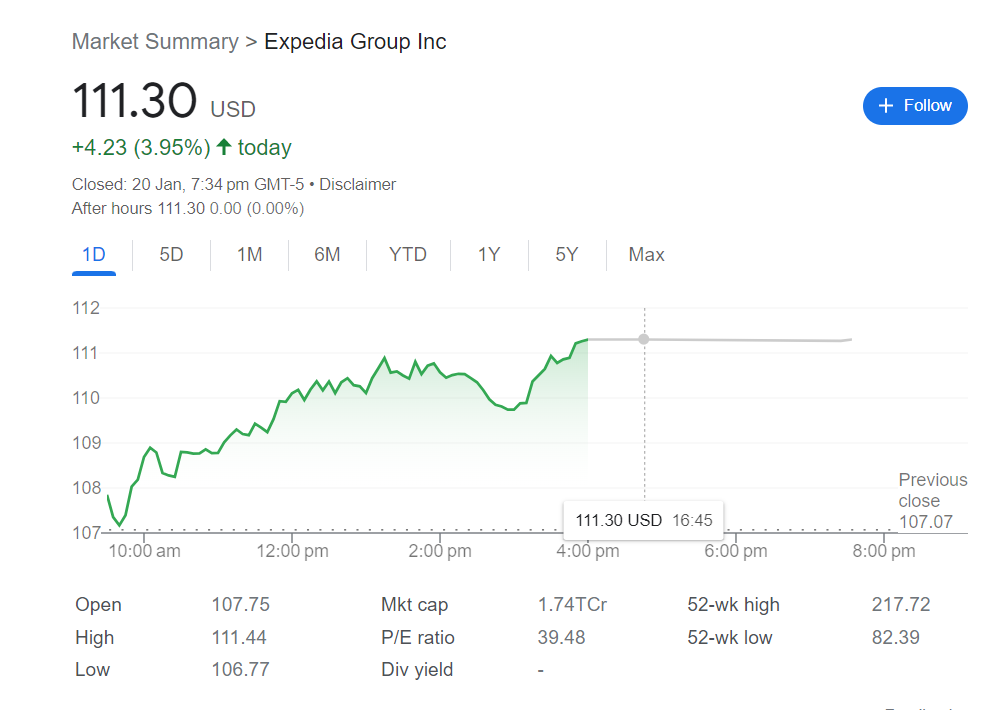 Market Summary > Expedia Group Inc
111.30 USD
+ Follow
+4.23 (3.95%) ↑ today
Closed: 20 Jan, 7:34 pm GMT-5 • Disclaimer
After hours 111.30 0.00 (0.00%)
1D 5D 1M 6M YTD 1Y 5Y Max
112
111
110
109
108
107
Previous
close
107.07
111.30 USD 16:45
10:00 am 12:00 pm 2:00 pm 4:00 pm 6:00 pm 8:00 pm
Open 107.75 Mkt cap 1.74TCr 52-wk high 217.72
High 111.44 P/E ratio 39.48 52-wk low 82.39
Low 106.77 Div yield -